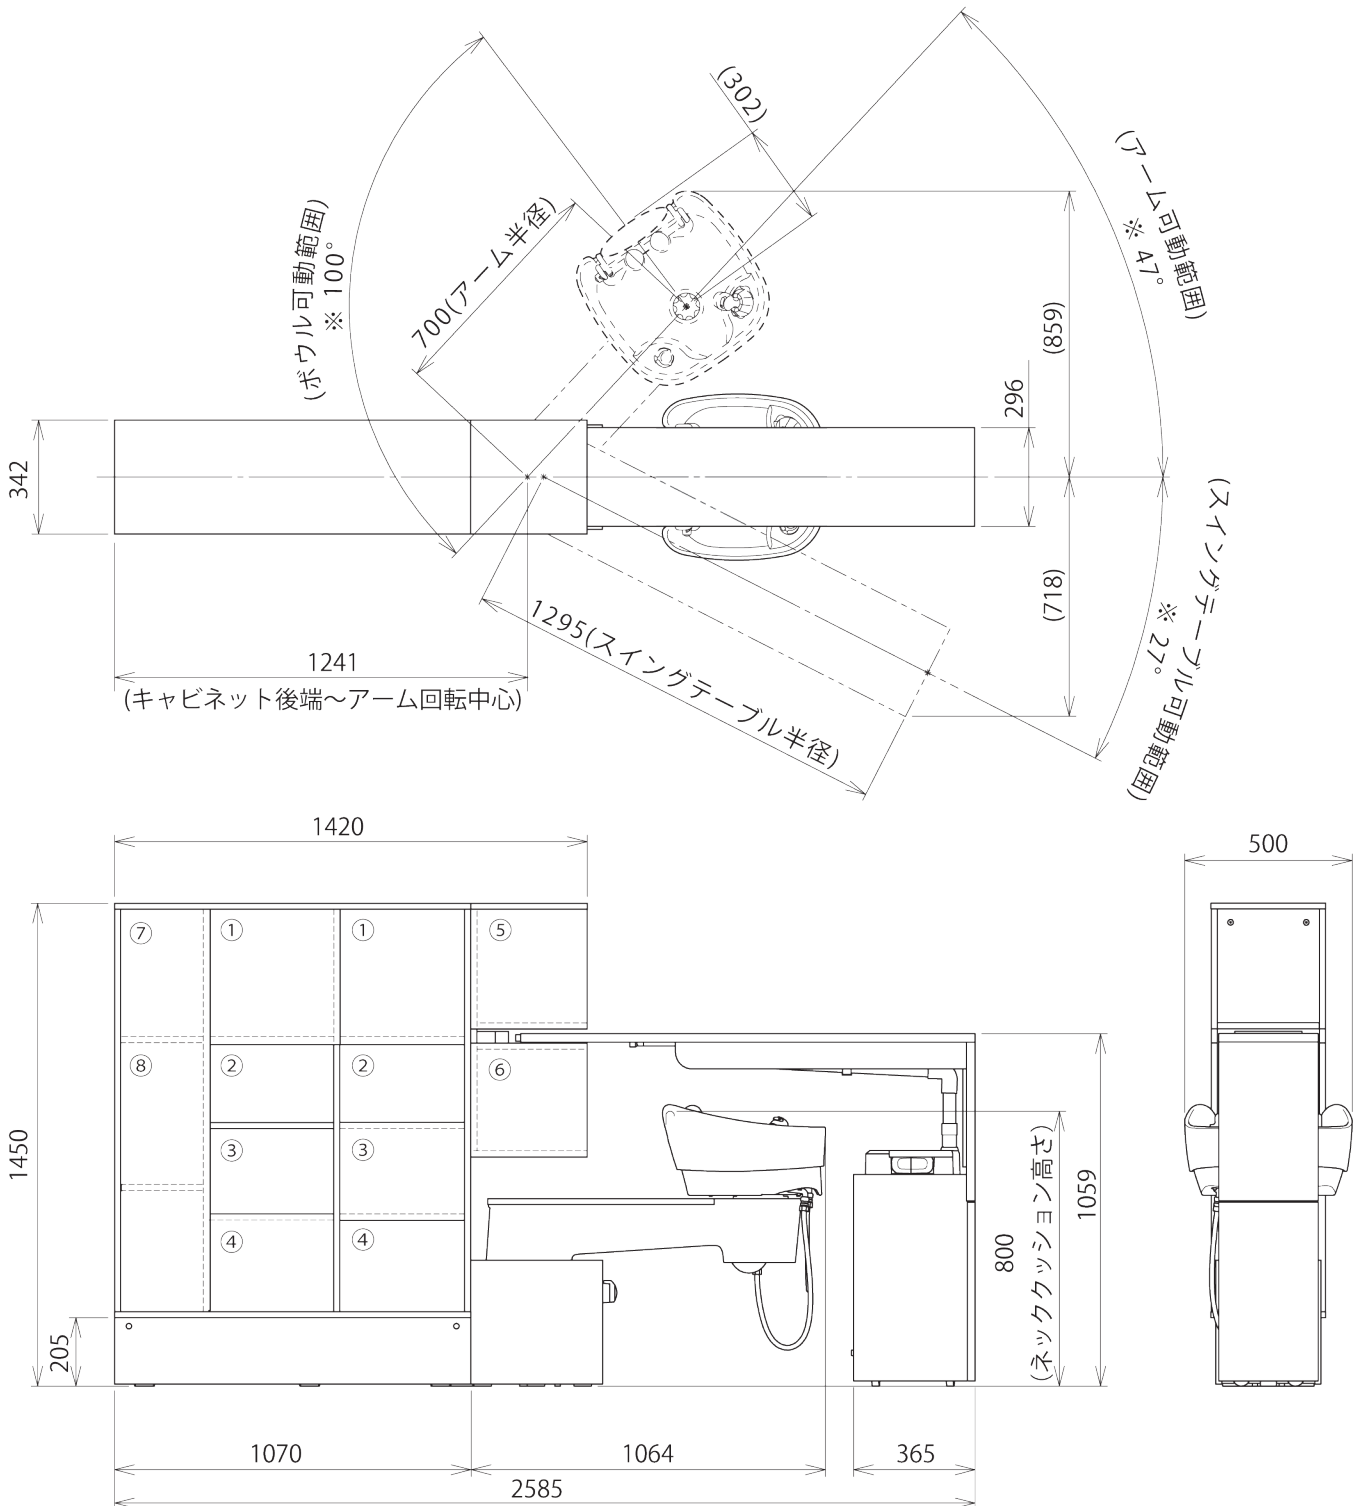 (302)
(アーム可動範囲)
※ 47°
(ボウル可動範囲)
※ 100°
700(アーム半径)
(859)
296
342
(スイングテーブル可動範囲)
※ 27°
(718)
1295(スイングテーブル半径)
1241
(キャビネット後端～アーム回転中心)
1420
500
⑦ ① ① ⑤
⑧ ② ② ⑥
③ ③
④ ④
1450
205
800
(ネッククッション高さ)
1059
1070
1064
365
2585